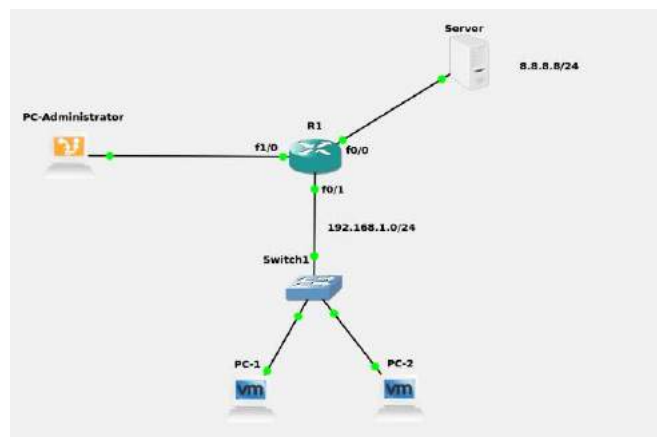 Server
8.8.8.8/24
PC-Administrator
R1
f1/0
f0/0
f0/1
192.168.1.0/24
Switch1
PC-1
PC-2
vm
vm